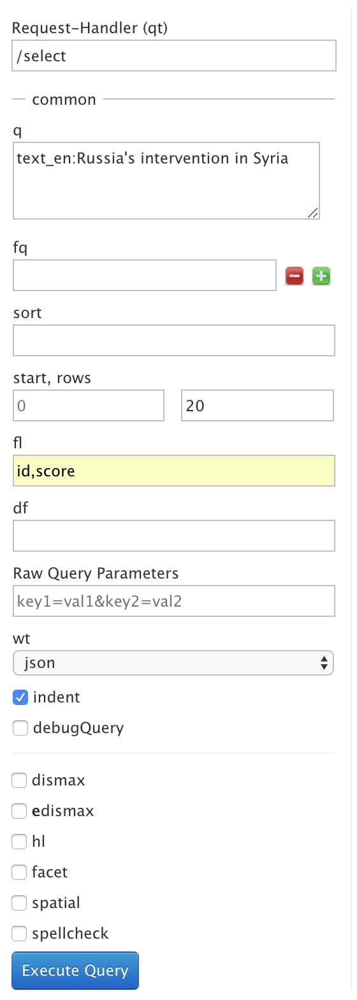 Request-Handler (qt)
/select
common
q
text_en:Russia's intervention in Syria
fq
sort
start, rows
0 20
fl
id,score
df
Raw Query Parameters
key1=val1&key2=val2
wt
json
indent
debugQuery
dismax
edismax
hl
facet
spatial
spellcheck
Execute Query